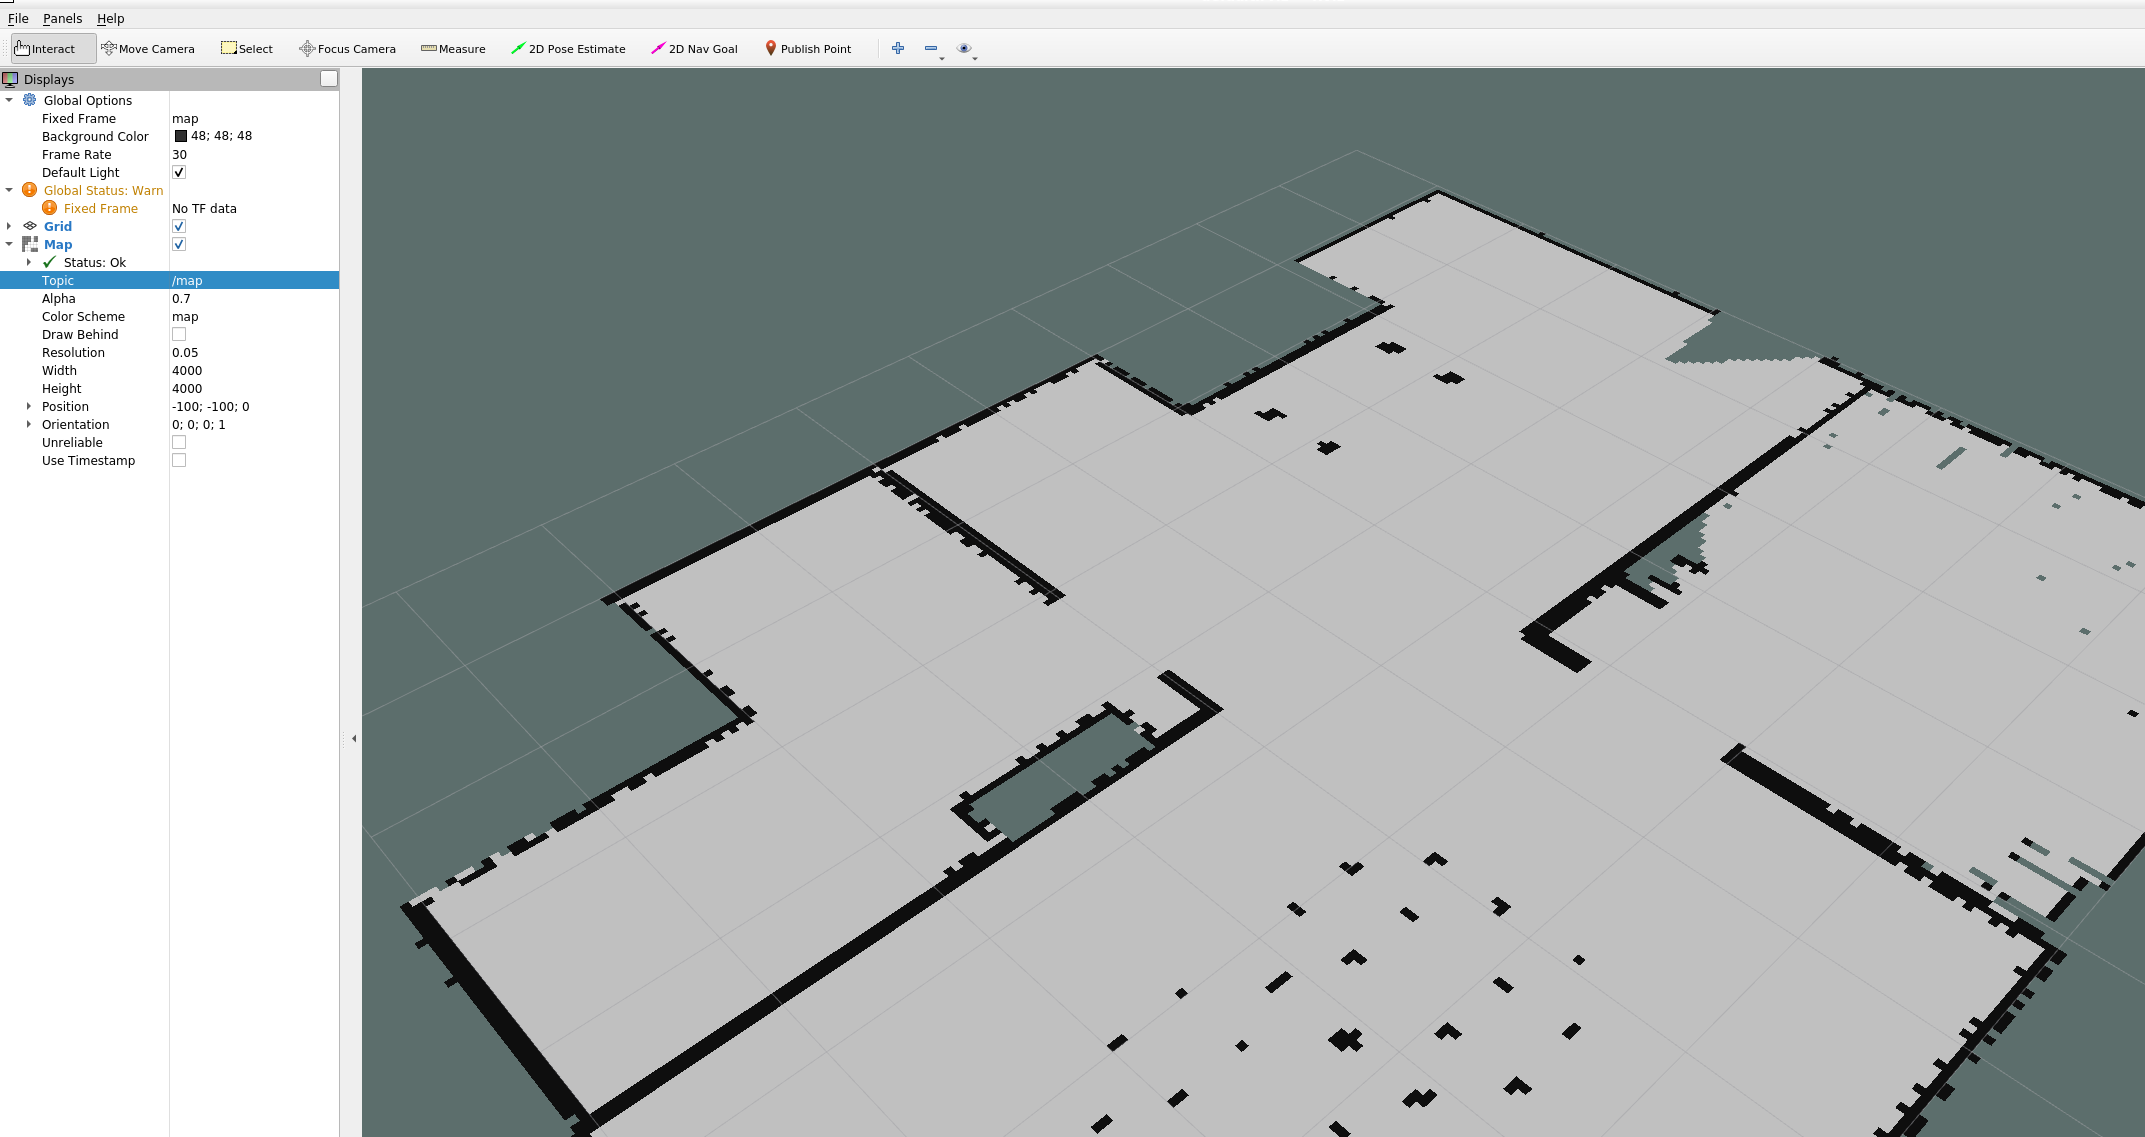 File Panels Help
Interact Move Camera Select Focus Camera Measure 2D Pose Estimate 2D Nav Goal Publish Point
Displays
Global Options
Fixed Frame map
Background Color 48; 48; 48
Frame Rate 30
Default Light
Global Status: Warn
Fixed Frame No TF data
Grid
Map
Status: Ok
Topic /map
Alpha 0.7
Color Scheme map
Draw Behind
Resolution 0.05
Width 4000
Height 4000
Position -100; -100; 0
Orientation 0; 0; 0; 1
Unreliable
Use Timestamp